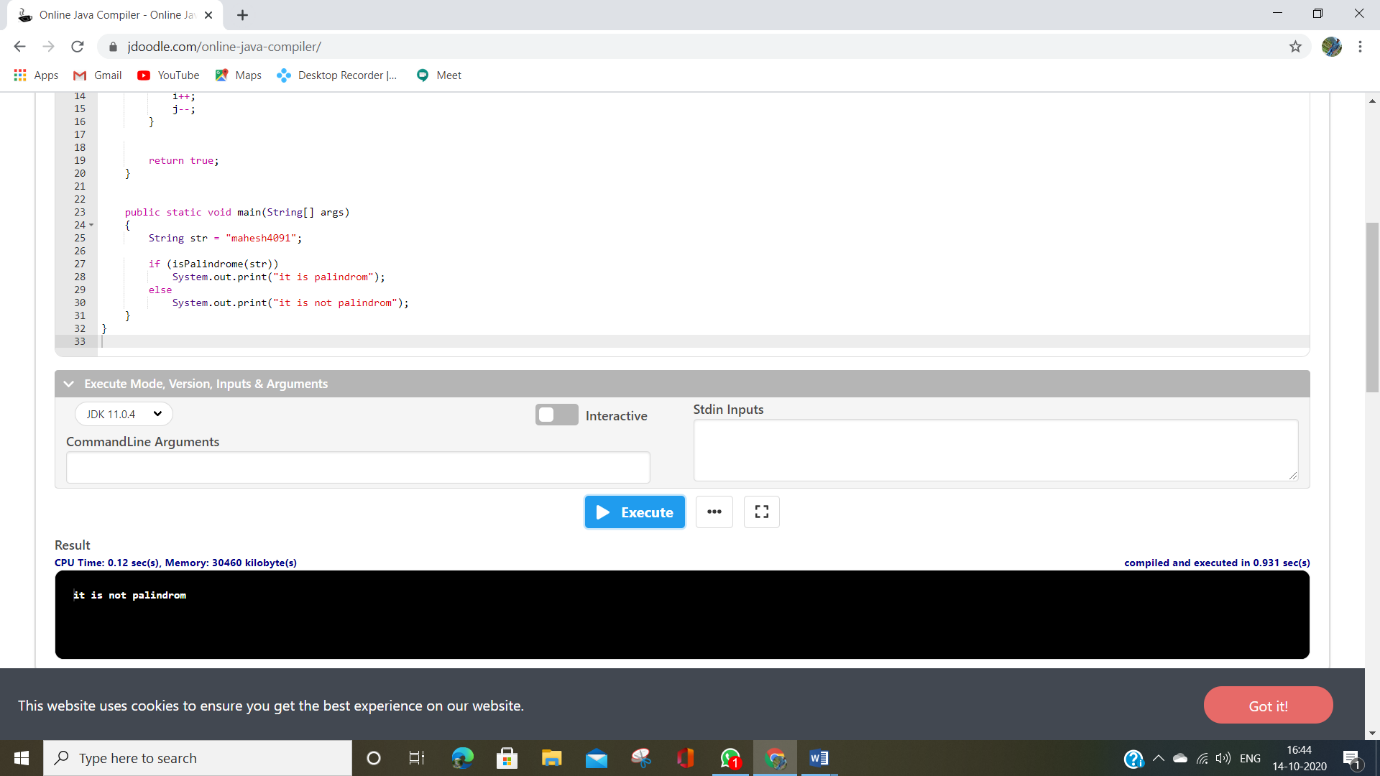 Online Java Compiler - Online Ja
jdoodle.com/online-java-compiler/
Apps Gmail YouTube Maps Desktop Recorder |... Meet
14 i++;
15 j--;
16 }
17
18
19 return true;
20 }
21
22
23 public static void main(String[] args)
24 {
25 String str = "mahesh4091";
26
27 if (isPalindrome(str))
28 System.out.print("it is palindrom");
29 else
30 System.out.print("it is not palindrom");
31 }
32 }
33
Execute Mode, Version, Inputs & Arguments
JDK 11.0.4
Interactive
Stdin Inputs
CommandLine Arguments
Execute
Result
CPU Time: 0.12 sec(s), Memory: 30460 kilobyte(s)
compiled and executed in 0.931 sec(s)
it is not palindrom
This website uses cookies to ensure you get the best experience on our website.
Got it!
Type here to search
1
ENG
16:44
14-10-2020
1